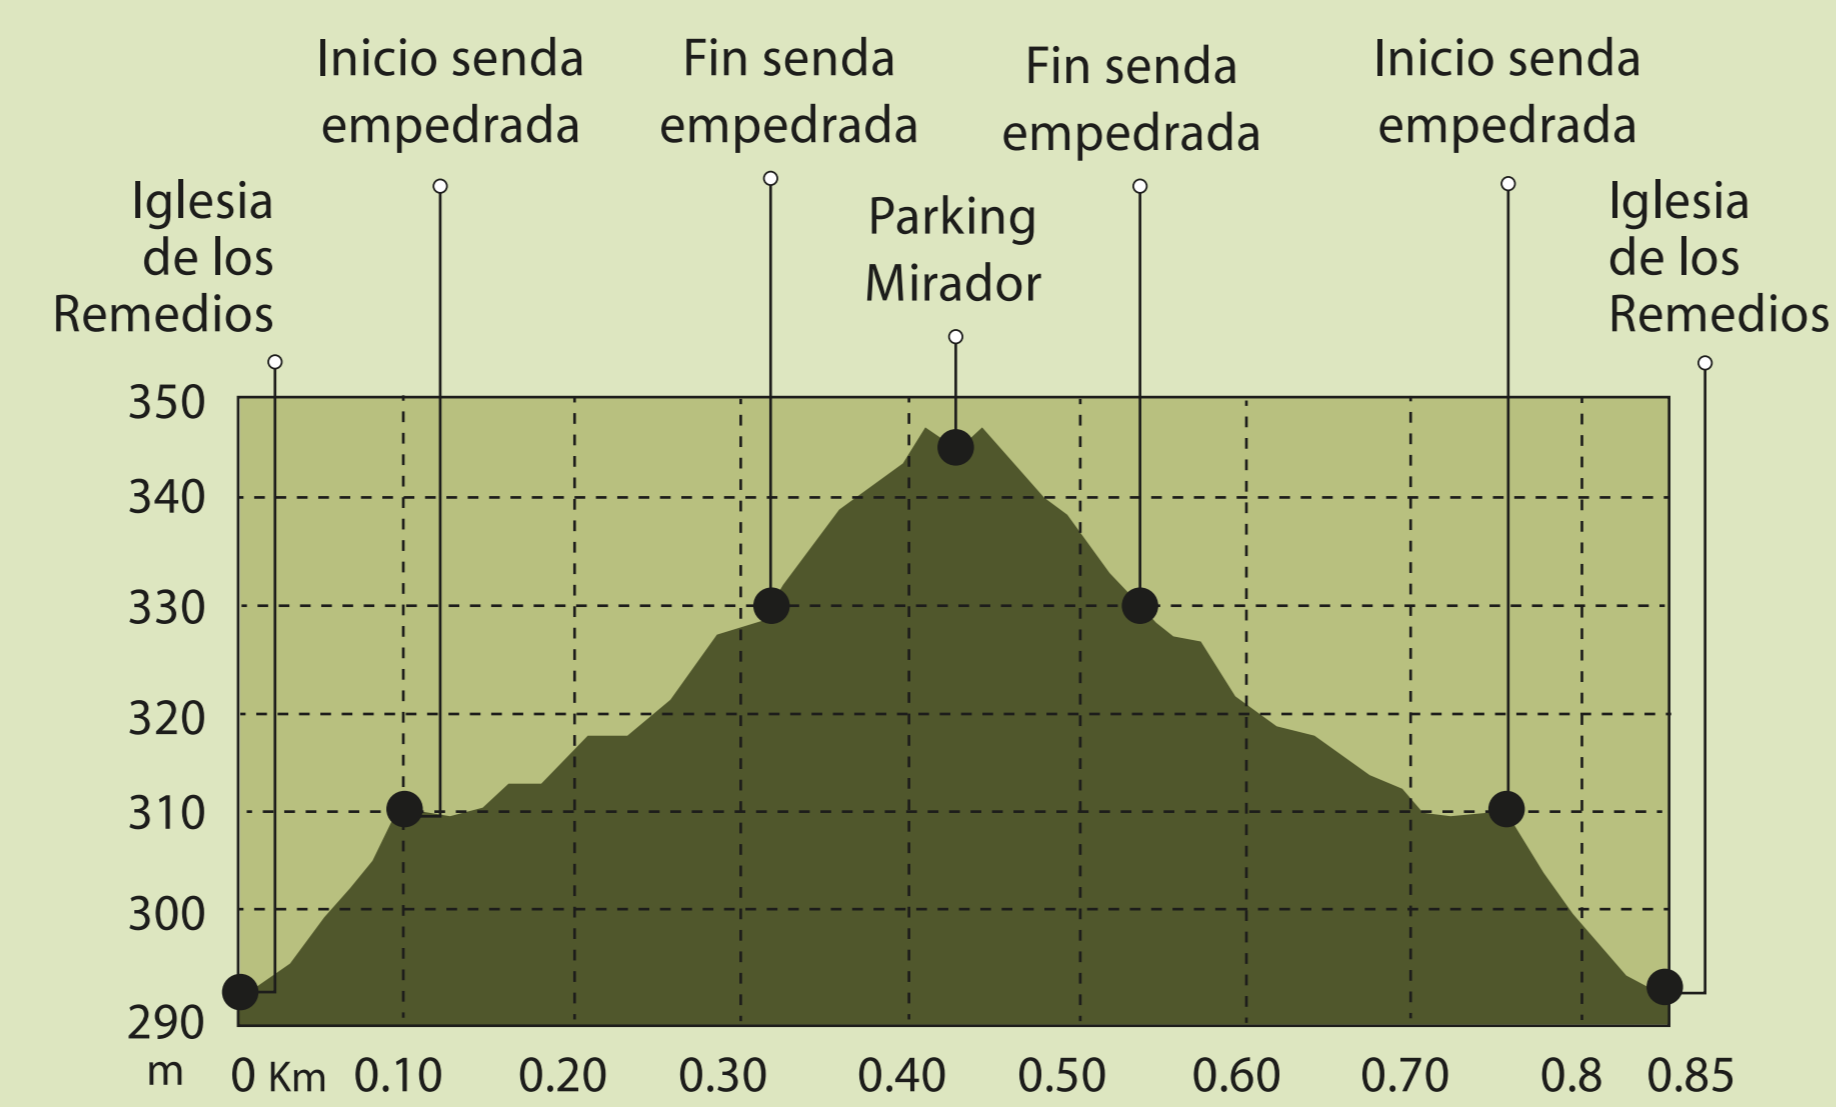 Inicio senda
empedrada
Fin senda
empedrada
Fin senda
empedrada
Inicio senda
empedrada
Iglesia
de los
Remedios
Parking
Mirador
Iglesia
de los
Remedios
350
340
330
320
310
300
290
m
0 Km 0.10 0.20 0.30 0.40 0.50 0.60 0.70 0.8 0.85